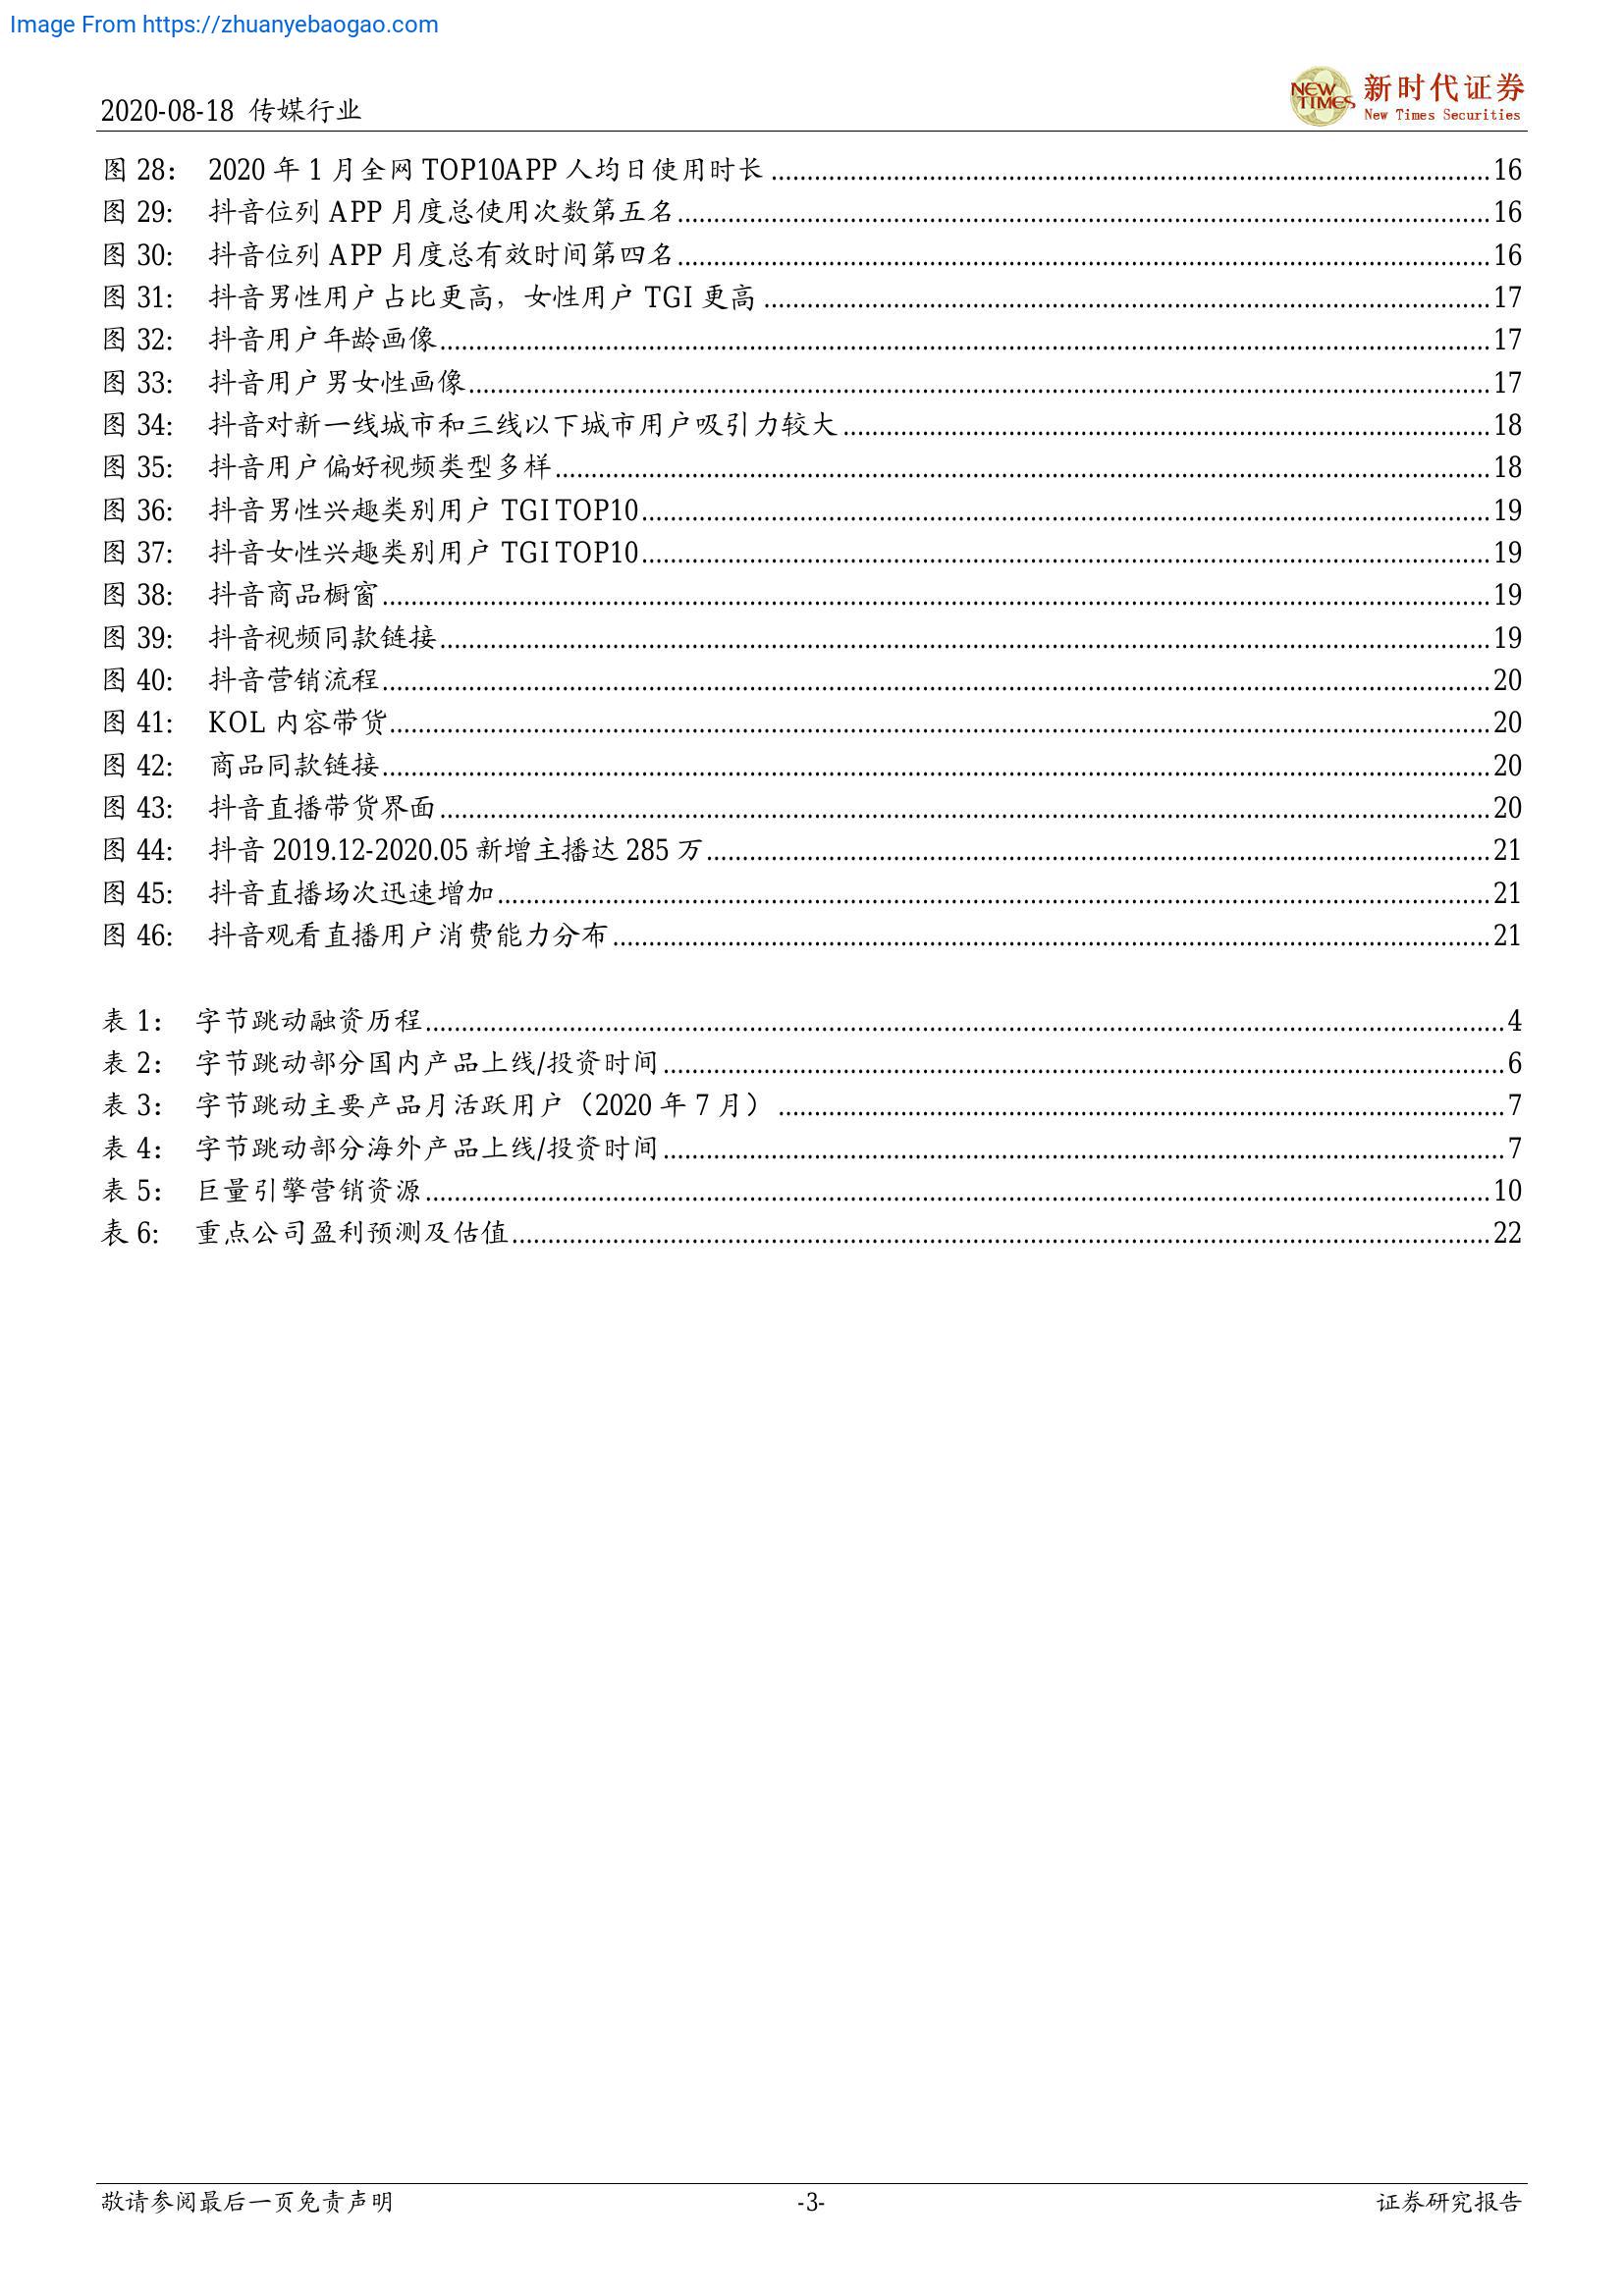 Image From https://zhuanyebaogao.com
2020-08-18 传媒行业
NEW TIMES
新时代证券
New Times Securities
图 28： 2020 年 1 月全网 TOP10APP 人均日使用时长 ........ 16
图 29: 抖音位列 APP 月度总使用次数第五名 ........ 16
图 30: 抖音位列 APP 月度总有效时间第四名 ........ 16
图 31: 抖音男性用户占比更高，女性用户 TGI 更高 ........ 17
图 32: 抖音用户年龄画像 ........ 17
图 33: 抖音用户男女性画像 ........ 17
图 34: 抖音对新一线城市和三线以下城市用户吸引力较大 ........ 18
图 35: 抖音用户偏好视频类型多样 ........ 18
图 36: 抖音男性兴趣类别用户 TGI TOP10 ........ 19
图 37: 抖音女性兴趣类别用户 TGI TOP10 ........ 19
图 38: 抖音商品橱窗 ........ 19
图 39: 抖音视频同款链接 ........ 19
图 40: 抖音营销流程 ........ 20
图 41: KOL 内容带货 ........ 20
图 42: 商品同款链接 ........ 20
图 43: 抖音直播带货界面 ........ 20
图 44: 抖音 2019.12-2020.05 新增主播达 285 万 ........ 21
图 45: 抖音直播场次迅速增加 ........ 21
图 46: 抖音观看直播用户消费能力分布 ........ 21
表 1： 字节跳动融资历程 ........ 4
表 2： 字节跳动部分国内产品上线/投资时间 ........ 6
表 3： 字节跳动主要产品月活跃用户（2020 年 7 月） ........ 7
表 4： 字节跳动部分海外产品上线/投资时间 ........ 7
表 5： 巨量引擎营销资源 ........ 10
表 6: 重点公司盈利预测及估值 ........ 22
敬请参阅最后一页免责声明
-3-
证券研究报告